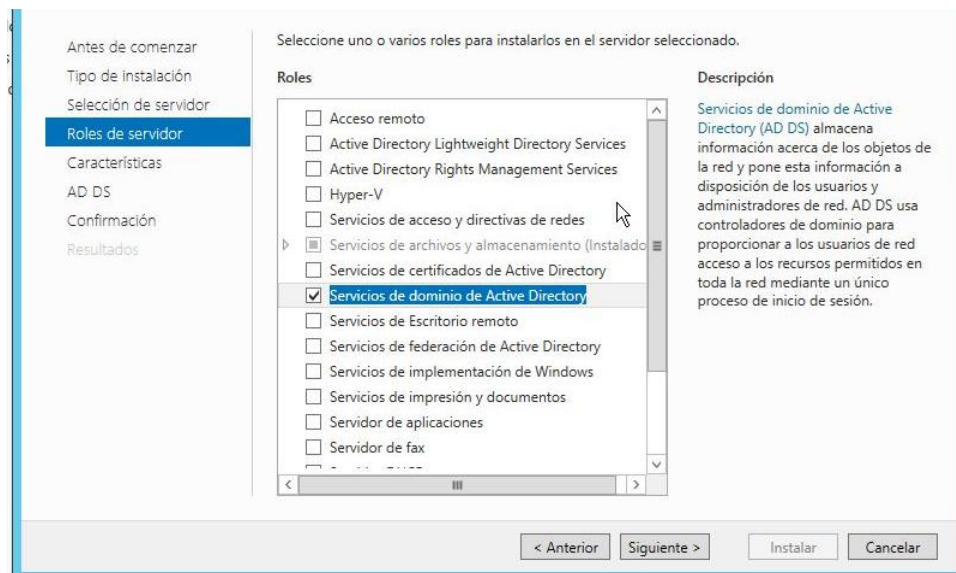 Antes de comenzar
Tipo de instalación
Selección de servidor
Roles de servidor
Características
AD DS
Confirmación
Resultados
Seleccione uno o varios roles para instalarlos en el servidor seleccionado.
Roles
Acceso remoto
Active Directory Lightweight Directory Services
Active Directory Rights Management Services
Hyper-V
Servicios de acceso y directivas de redes
Servicios de archivos y almacenamiento (Instalado
Servicios de certificados de Active Directory
Servicios de dominio de Active Directory
Servicios de Escritorio remoto
Servicios de federación de Active Directory
Servicios de implementación de Windows
Servicios de impresión y documentos
Servidor de aplicaciones
Servidor de fax
Descripción
Servicios de dominio de Active
Directory (AD DS) almacena
información acerca de los objetos de
la red y pone esta información a
disposición de los usuarios y
administradores de red. AD DS usa
controladores de dominio para
proporcionar a los usuarios de red
acceso a los recursos permitidos en
toda la red mediante un único
proceso de inicio de sesión.
< Anterior
Siguiente >
Instalar
Cancelar